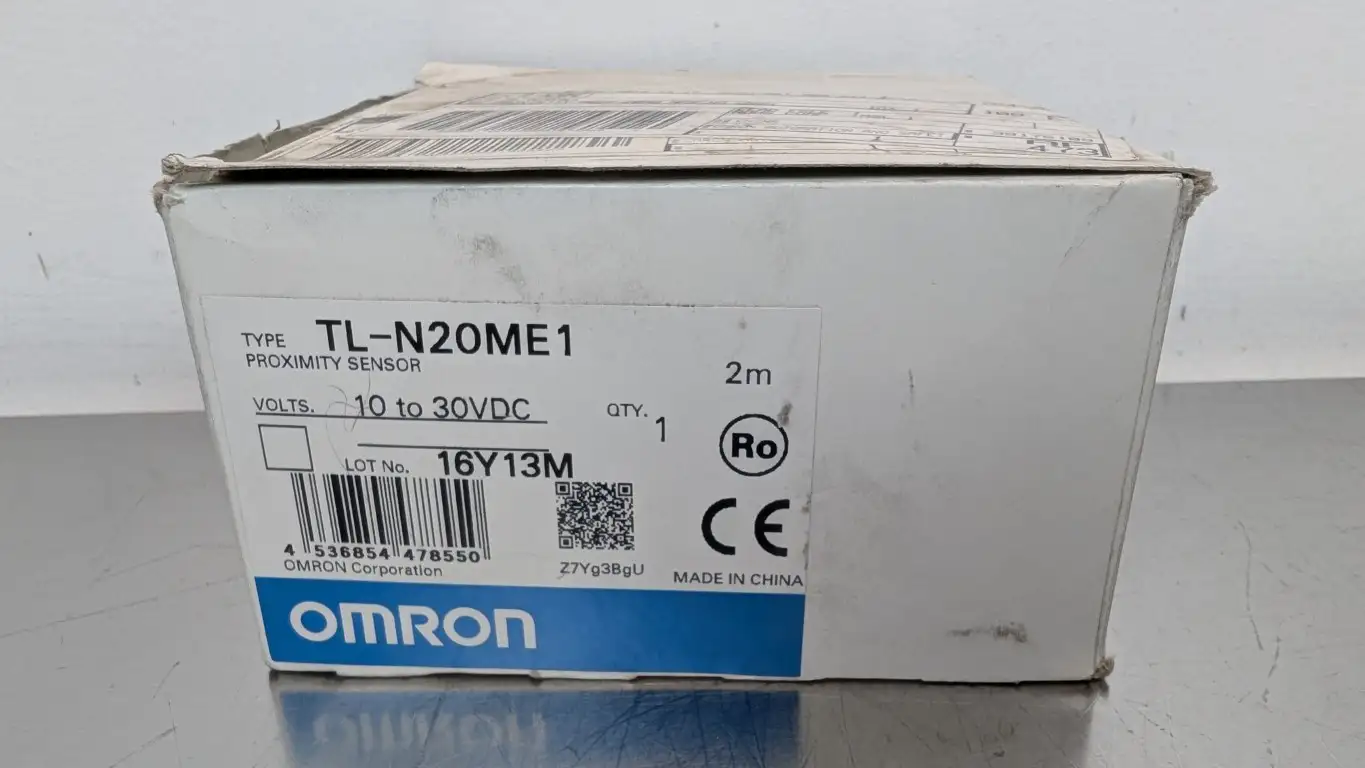 TYPE TL-N20ME1
PROXIMITY SENSOR
2m
VOLTS. 10 to 30VDC
QTY. 1
Ro
LOT No. 16Y13M
CE
4 536854 478550
OMRON Corporation
Z7Yg3BgU
MADE IN CHINA
OMRON